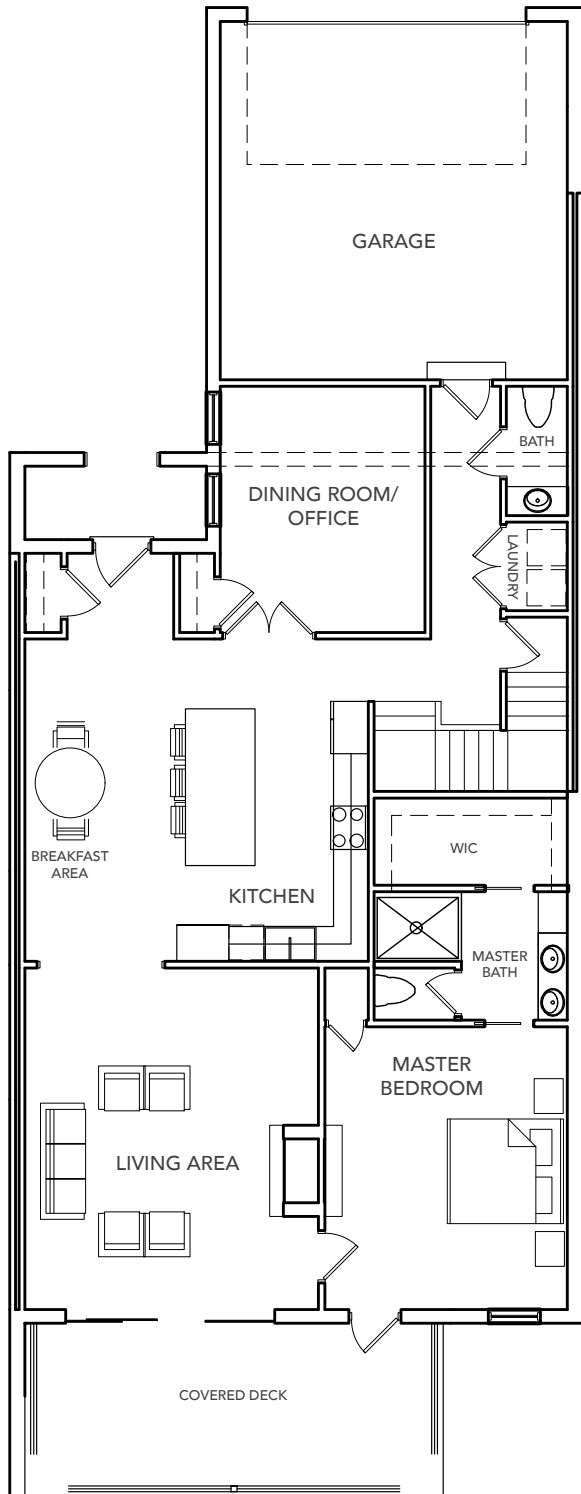 GARAGE
BATH
DINING ROOM/
OFFICE
LAUNDRY
BREAKFAST
AREA
WIC
KITCHEN
MASTER
BATH
MASTER
BEDROOM
LIVING AREA
COVERED DECK